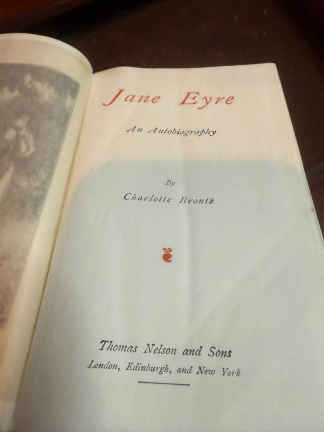 Jane Eyre
An Autobiography
By
Charlotte Brontë
Thomas Nelson and Sons
London, Edinburgh, and New York